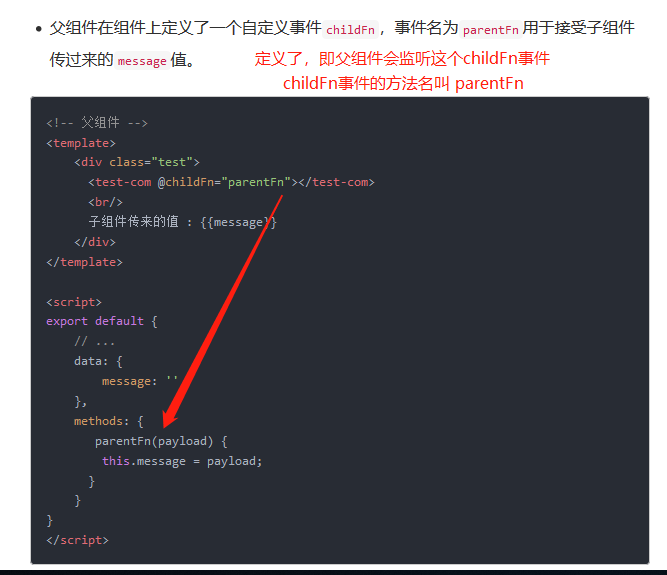 父组件在组件上定义了一个自定义事件 childFn ，事件名为 parentFn 用于接受子组件
传过来的 message 值。
定义了，即父组件会监听这个childFn事件
childFn事件的方法名叫 parentFn
<!-- 父组件 -->
<template>
    <div class="test">
      <test-com @childFn="parentFn"></test-com>
      <br/>
      子组件传来的值 : {{message}}
    </div>
</template>

<script>
export default {
    // ...
    data: {
        message: ''
    },
    methods: {
       parentFn(payload) {
        this.message = payload;
      }
    }
}
</script>